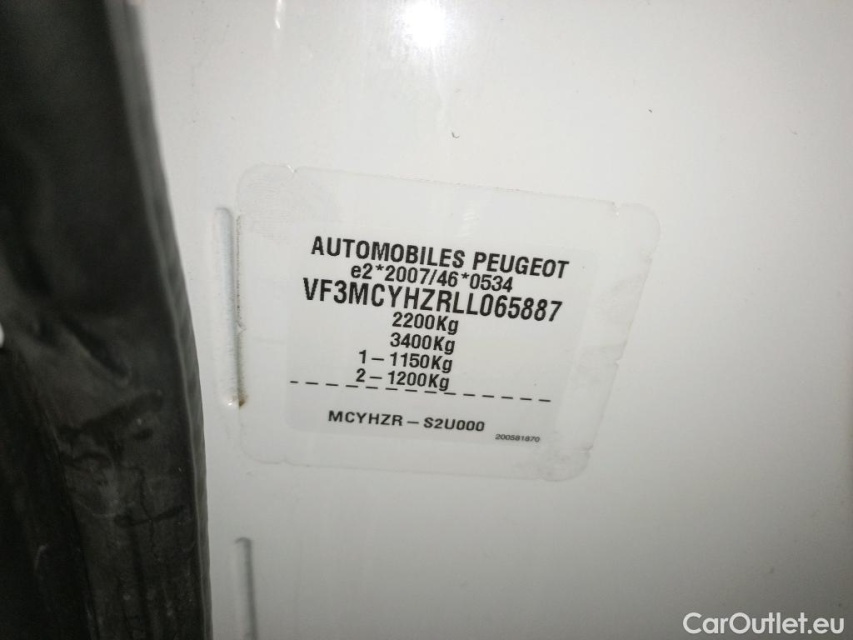 AUTOMOBILES PEUGEOT
e2*2007/46*0534
VF3MCYHZRLL065887
2200Kg
3400Kg
1-1150Kg
2-1200Kg
MCYHZR-S2U000
200581870
CarOutlet.eu